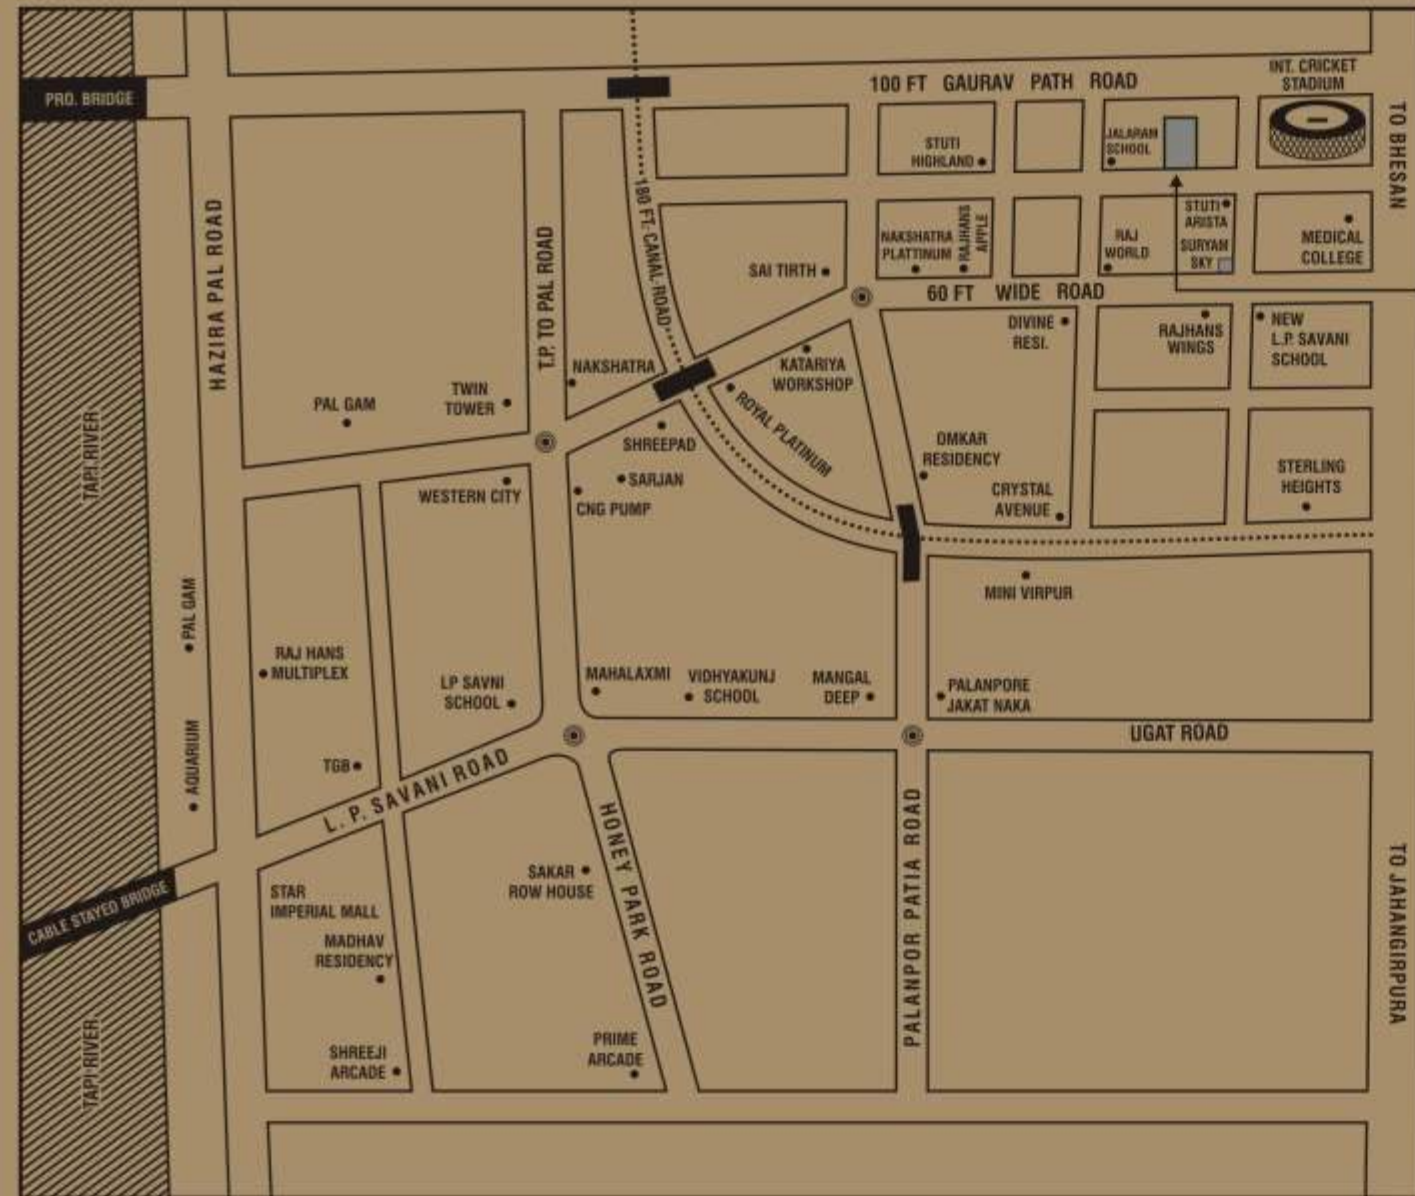 INT. CRICKET
STADIUM
100 FT GAURAV PATH ROAD
PRO. BRIDGE
TO BHESAN
JALARAM
SCHOOL
STUTI
HIGHLAND
180 FT. CANAL ROAD
HAZIRA PAL ROAD
T.P. TO PAL ROAD
STUTI
ARISTA
SURYAM
SKY
RAJ
WORLD
MEDICAL
COLLEGE
NAKSHATRA
PLATTINUM
RAJHANS
APPLE
SAI TIRTH
60 FT WIDE ROAD
DIVINE
RESI.
RAJHANS
WINGS
NEW
L.P. SAVANI
SCHOOL
NAKSHATRA
KATARIYA
WORKSHOP
TWIN
TOWER
PAL GAM
ROYAL PLATINUM
TAPI RIVER
SHREEPAD
OMKAR
RESIDENCY
SARJAN
STERLING
HEIGHTS
WESTERN CITY
CNG PUMP
CRYSTAL
AVENUE
MINI VIRPUR
PAL GAM
RAJ HANS
MULTIPLEX
LP SAVNI
SCHOOL
MAHALAXMI
VIDHYAKUNJ
SCHOOL
MANGAL
DEEP
PALANPORE
JAKAT NAKA
UGAT ROAD
AQUARIUM
TGB
L. P. SAVANI ROAD
HONEY PARK ROAD
PALANPOR PATIA ROAD
TO JAHANGIRPURA
SAKAR
ROW HOUSE
CABLE STAYED BRIDGE
STAR
IMPERIAL MALL
MADHAV
RESIDENCY
TAPI RIVER
SHREEJI
ARCADE
PRIME
ARCADE